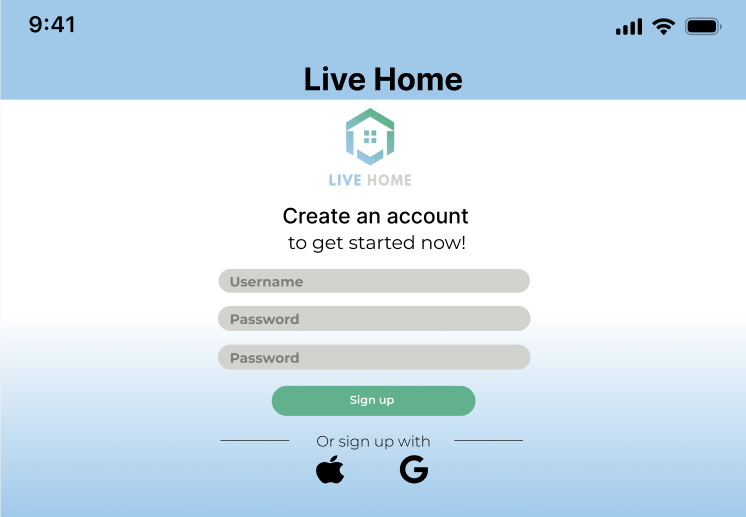 9:41
Live Home
LIVE HOME
Create an account
to get started now!
Username
Password
Password
Sign up
Or sign up with